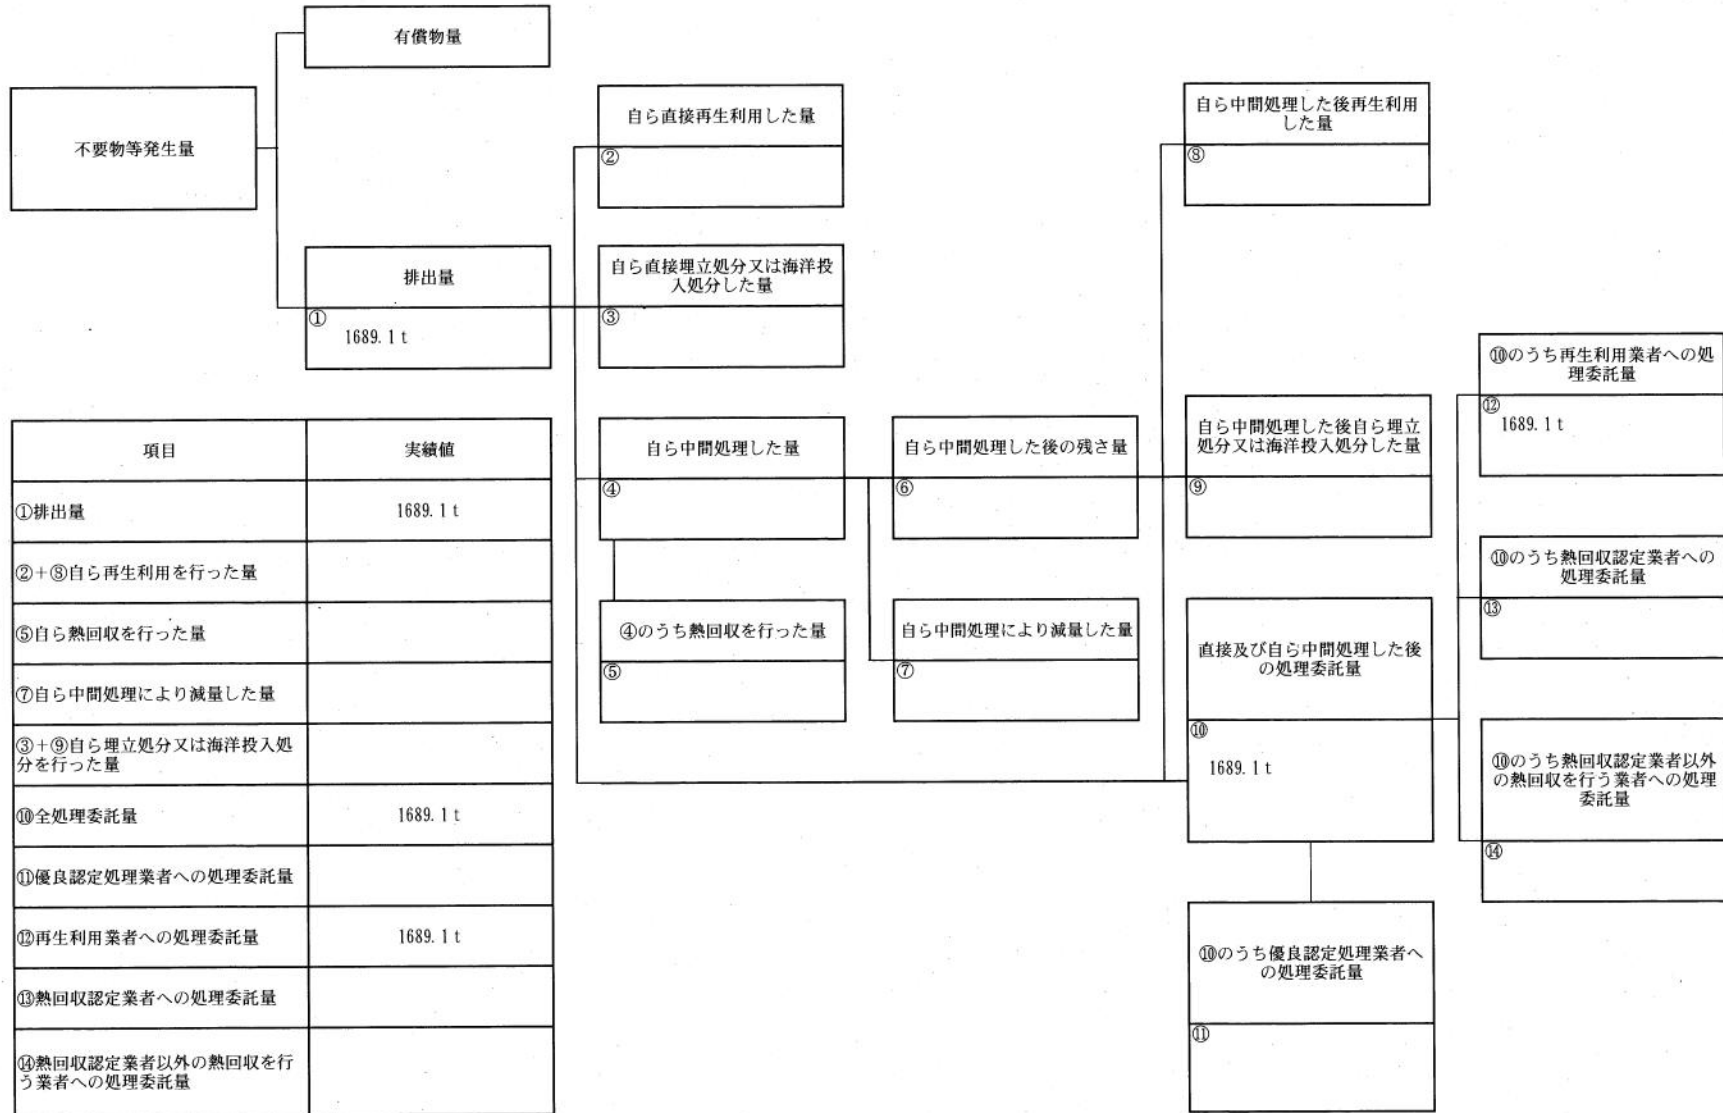 有償物量
不要物等発生量
排出量
①
1689.1 t
自ら直接再生利用した量
②
自ら直接埋立処分又は海洋投
入処分した量
③
自ら中間処理した量
④
④のうち熱回収を行った量
⑤
自ら中間処理した後の残さ量
⑥
自ら中間処理により減量した量
⑦
自ら中間処理した後再生利用
した量
⑧
自ら中間処理した後自ら埋立
処分又は海洋投入処分した量
⑨
直接及び自ら中間処理した後
の処理委託量
⑩
1689.1 t
⑩のうち優良認定処理業者へ
の処理委託量
⑪
⑩のうち再生利用業者への処
理委託量
⑫
1689.1 t
⑩のうち熱回収認定業者への
処理委託量
⑬
⑩のうち熱回収認定業者以外
の熱回収を行う業者への処理
委託量
⑭
項目 実績値
①排出量 1689.1 t
②+⑧自ら再生利用を行った量
⑤自ら熱回収を行った量
⑦自ら中間処理により減量した量
③+⑨自ら埋立処分又は海洋投入処
分を行った量
⑩全処理委託量 1689.1 t
⑪優良認定処理業者への処理委託量
⑫再生利用業者への処理委託量 1689.1 t
⑬熱回収認定業者への処理委託量
⑭熱回収認定業者以外の熱回収を行
う業者への処理委託量